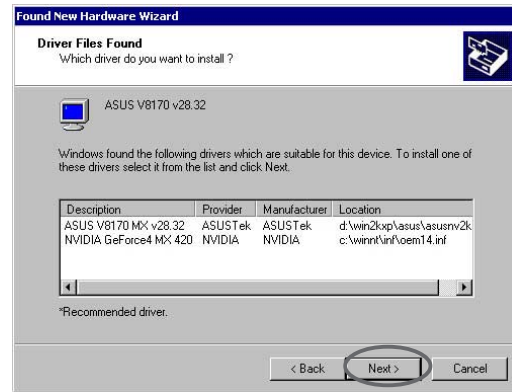 Found New Hardware Wizard
Driver Files Found
Which driver do you want to install ?
ASUS V8170 v28.32
Windows found the following drivers which are suitable for this device. To install one of
these drivers select it from the list and click Next.
Description Provider Manufacturer Location
ASUS V8170 MX v28.32 ASUSTek ASUSTek d:\win2kxp\asus\asusnv2k
NVIDIA GeForce4 MX 420 NVIDIA NVIDIA c:\winnt\inf\oem14.inf
*Recommended driver.
< Back Next > Cancel